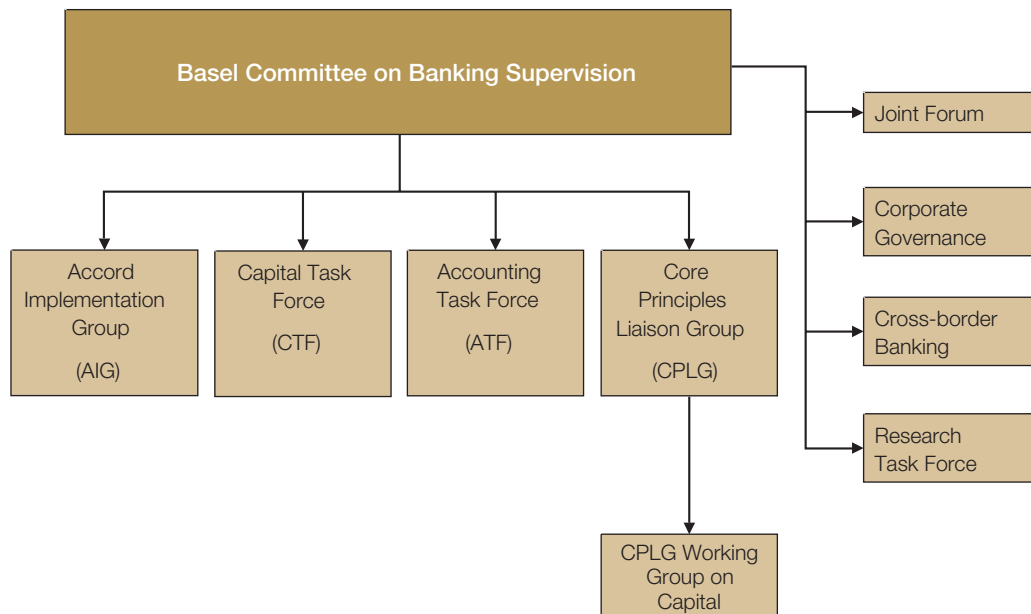 Basel Committee on Banking Supervision
Joint Forum
Corporate
Governance
Cross-border
Banking
Research
Task Force
Accord
Implementation
Group
(AIG)
Capital Task
Force
(CTF)
Accounting
Task Force
(ATF)
Core
Principles
Liaison Group
(CPLG)
CPLG Working
Group on
Capital